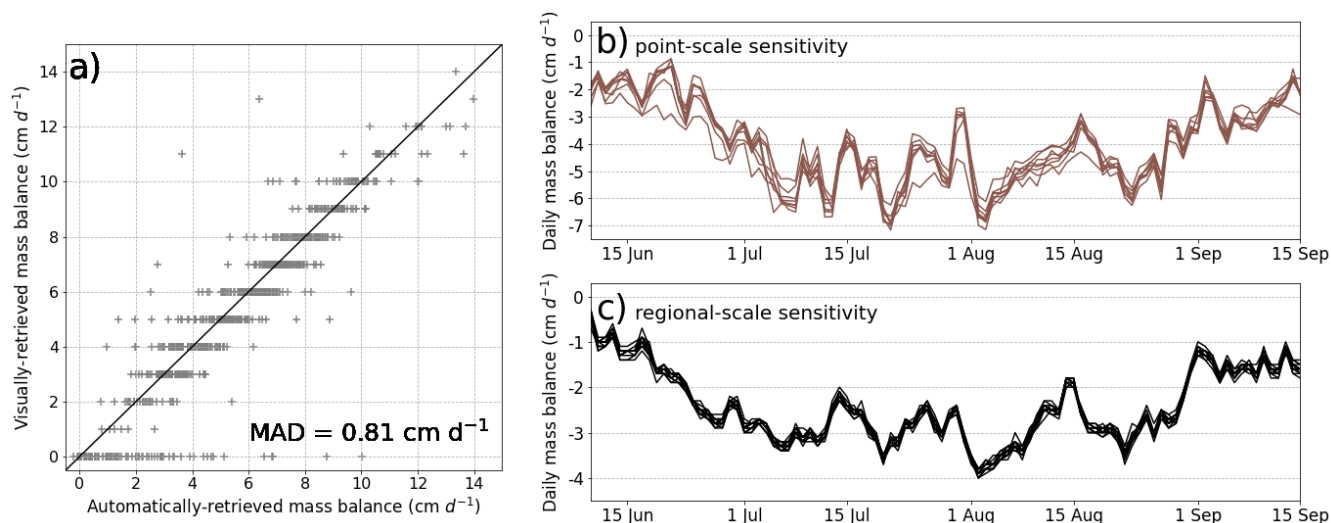 a)
Visually-retrieved mass balance (cm d⁻¹)
14
12
10
8
6
4
2
0
MAD = 0.81 cm d⁻¹
0 2 4 6 8 10 12 14
Automatically-retrieved mass balance (cm d⁻¹)
b) point-scale sensitivity
Daily mass balance (cm d⁻¹)
0
-1
-2
-3
-4
-5
-6
-7
15 Jun 1 Jul 15 Jul 1 Aug 15 Aug 1 Sep 15 Sep
c) regional-scale sensitivity
Daily mass balance (cm d⁻¹)
0
-1
-2
-3
-4
15 Jun 1 Jul 15 Jul 1 Aug 15 Aug 1 Sep 15 Sep